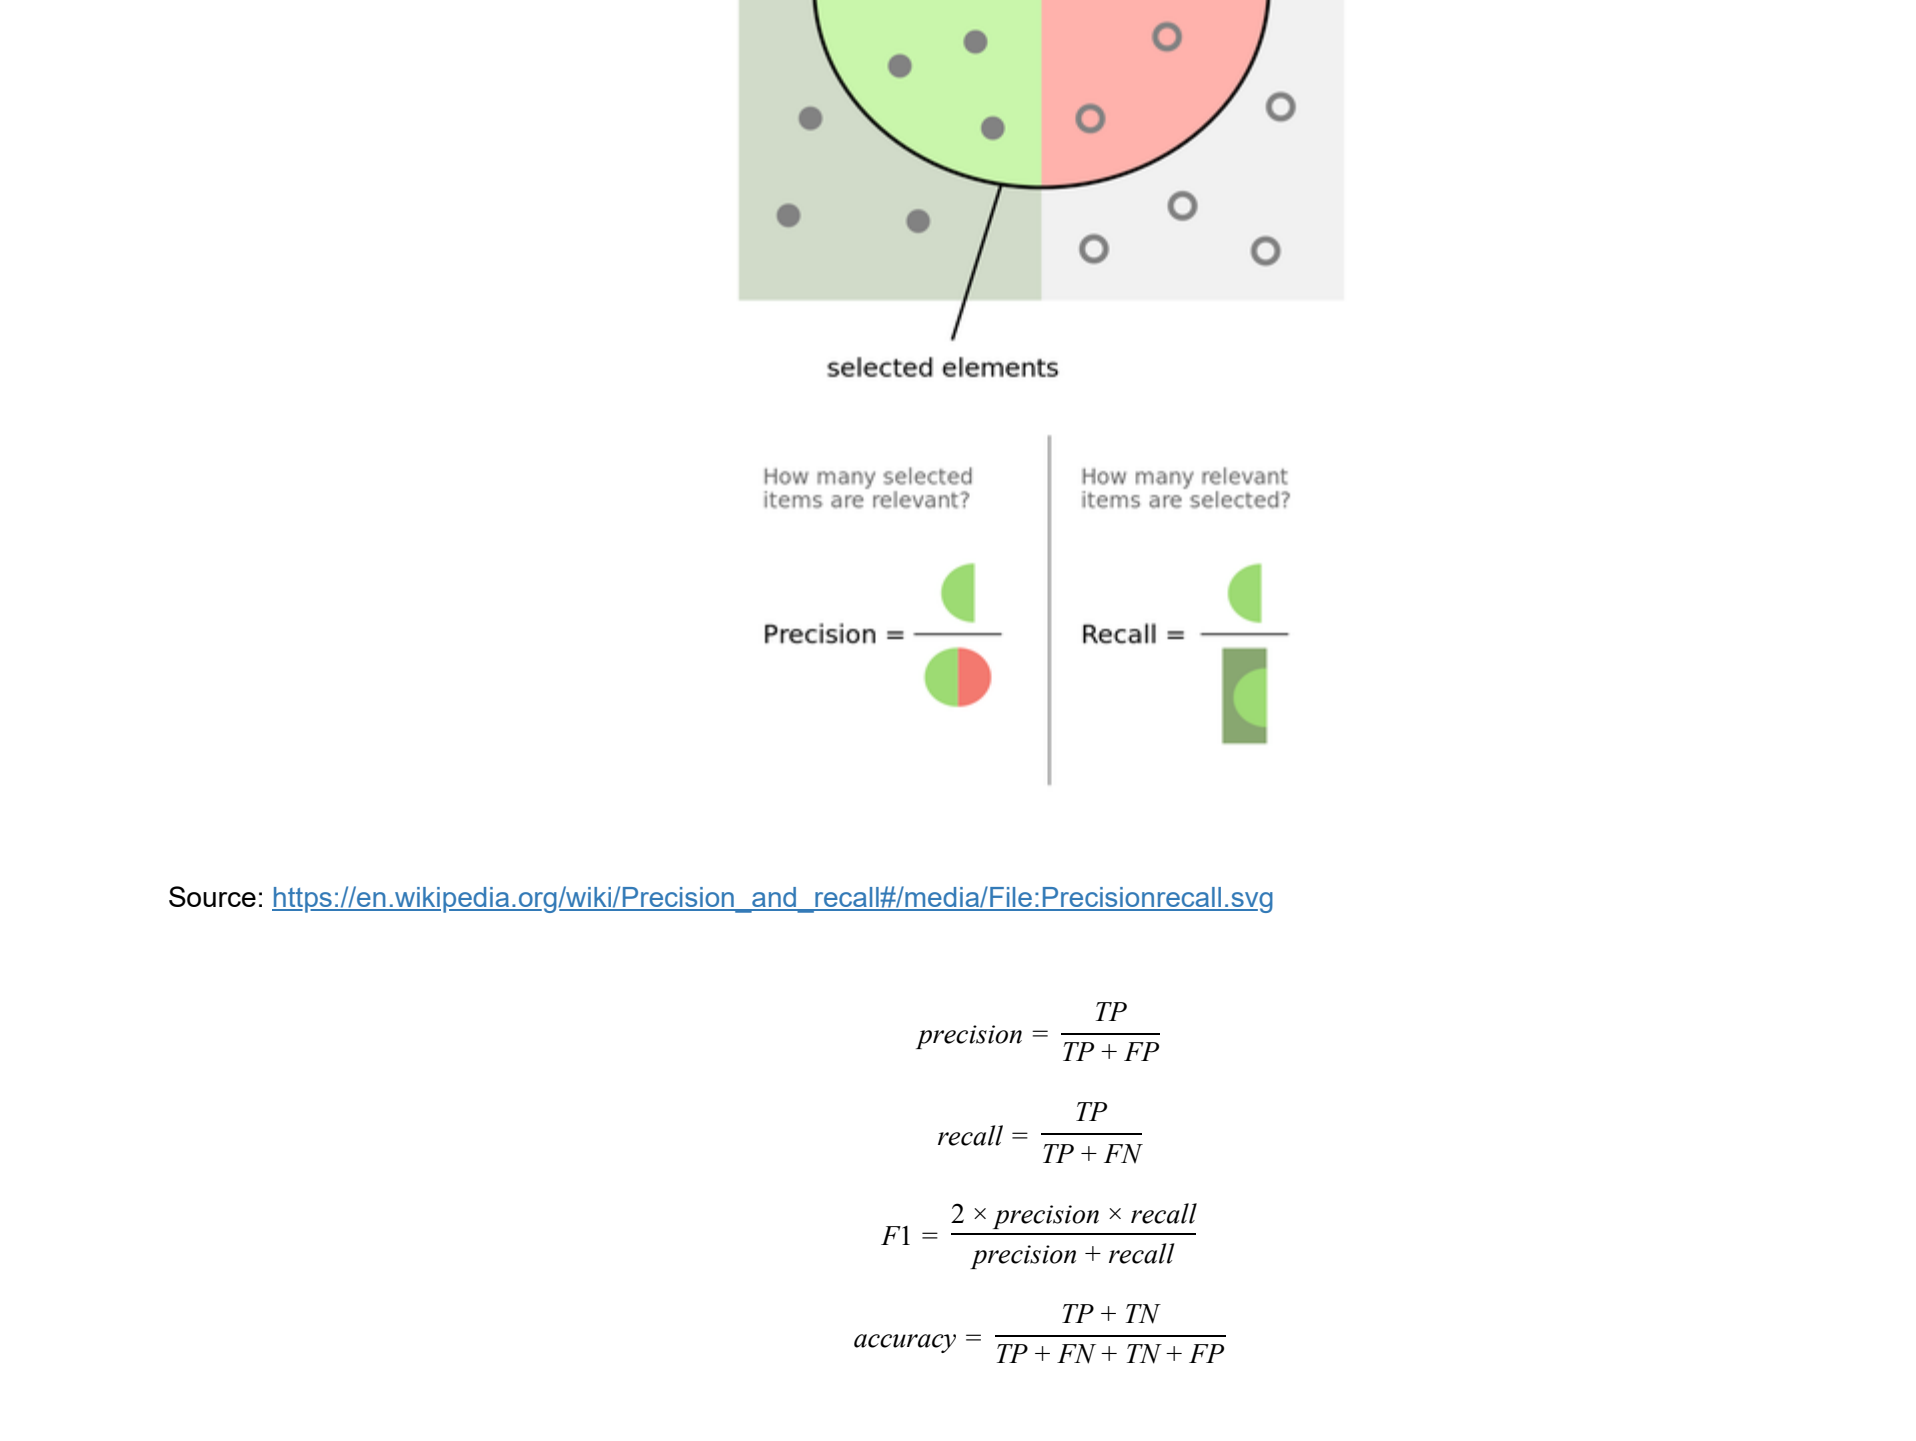 selected elements
How many selected
items are relevant?
How many relevant
items are selected?
Precision =
Recall =
Source: https://en.wikipedia.org/wiki/Precision_and_recall#/media/File:Precisionrecall.svg
precision = TP / TP + FP
recall = TP / TP + FN
F1 = 2 × precision × recall / precision + recall
accuracy = TP + TN / TP + FN + TN + FP